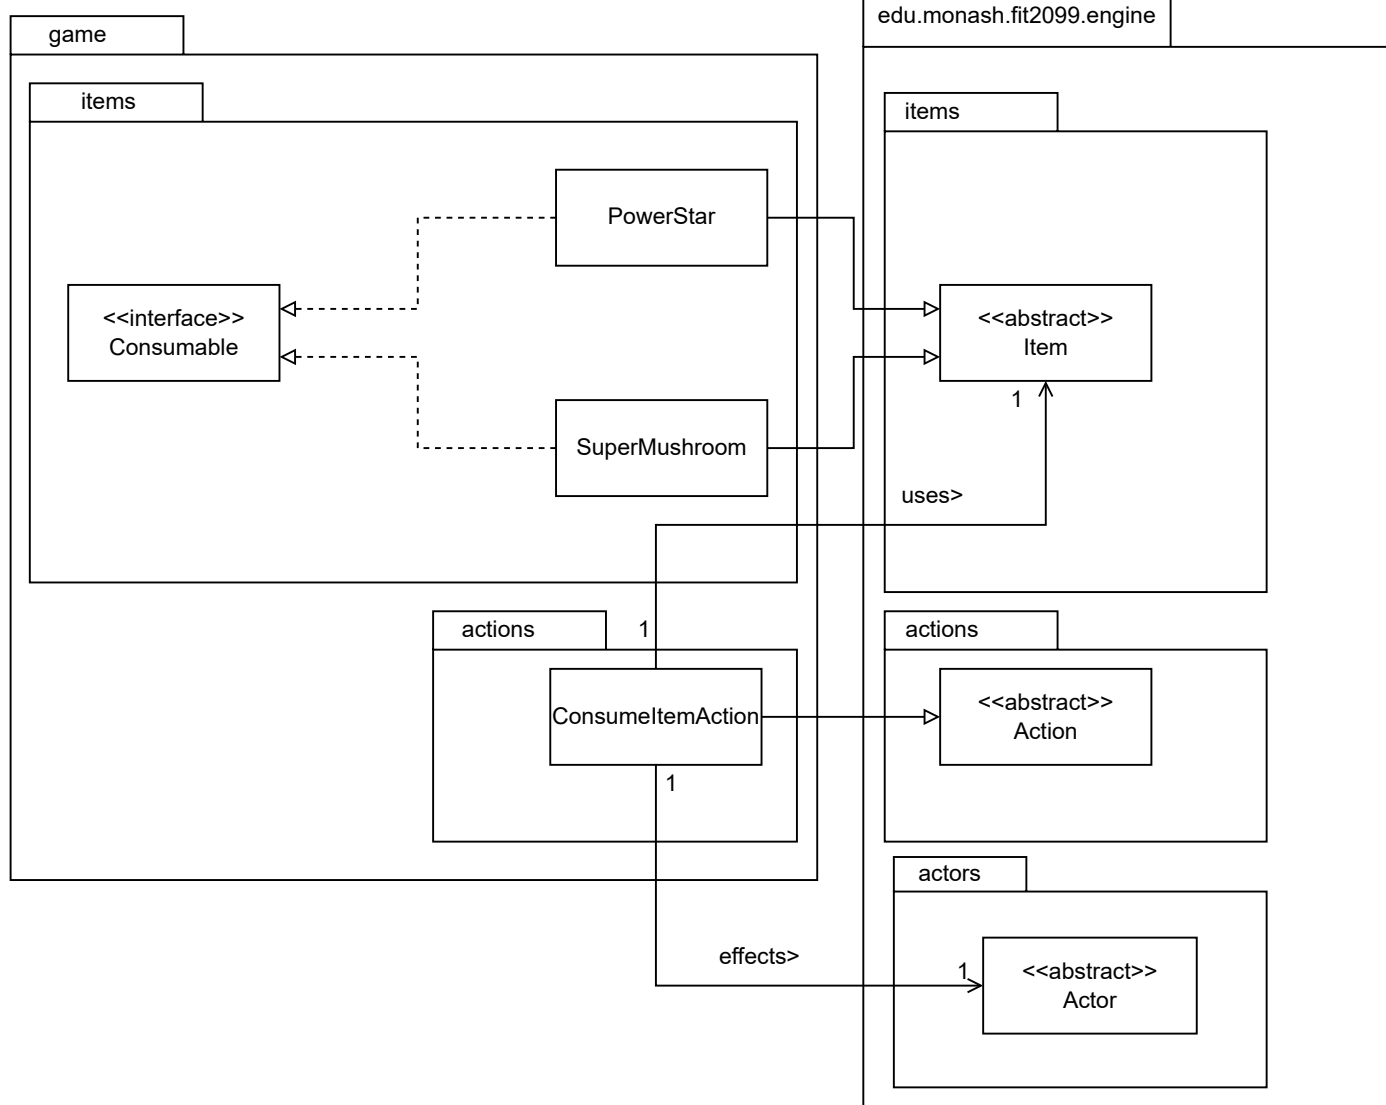 edu.monash.fit2099.engine
game
items
items
PowerStar
<<interface>>
Consumable
<<abstract>>
Item
1
SuperMushroom
uses>
actions
1
actions
ConsumeItemAction
<<abstract>>
Action
1
actors
effects>
1
<<abstract>>
Actor